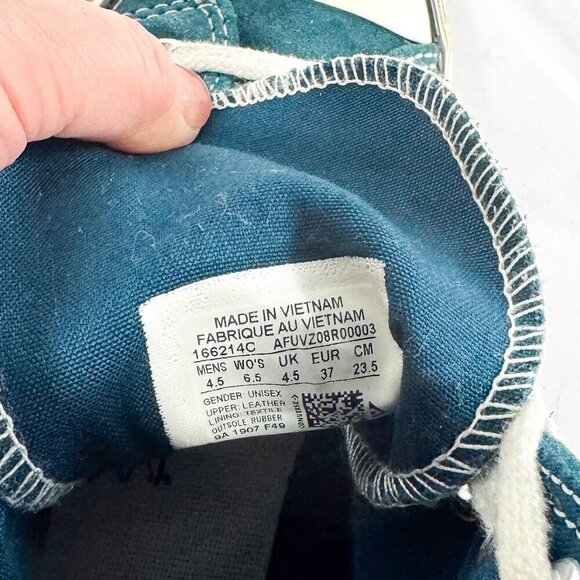 MADE IN VIETNAM
FABRIQUE AU VIETNAM
166214C AFUVZ08R00003
MENS WO'S UK EUR CM
4.5 6.5 4.5 37 23.5
GENDER: UNISEX
UPPER: LEATHER
LINING: TEXTILE
OUTSOLE RUBBER
9A 1907 F49